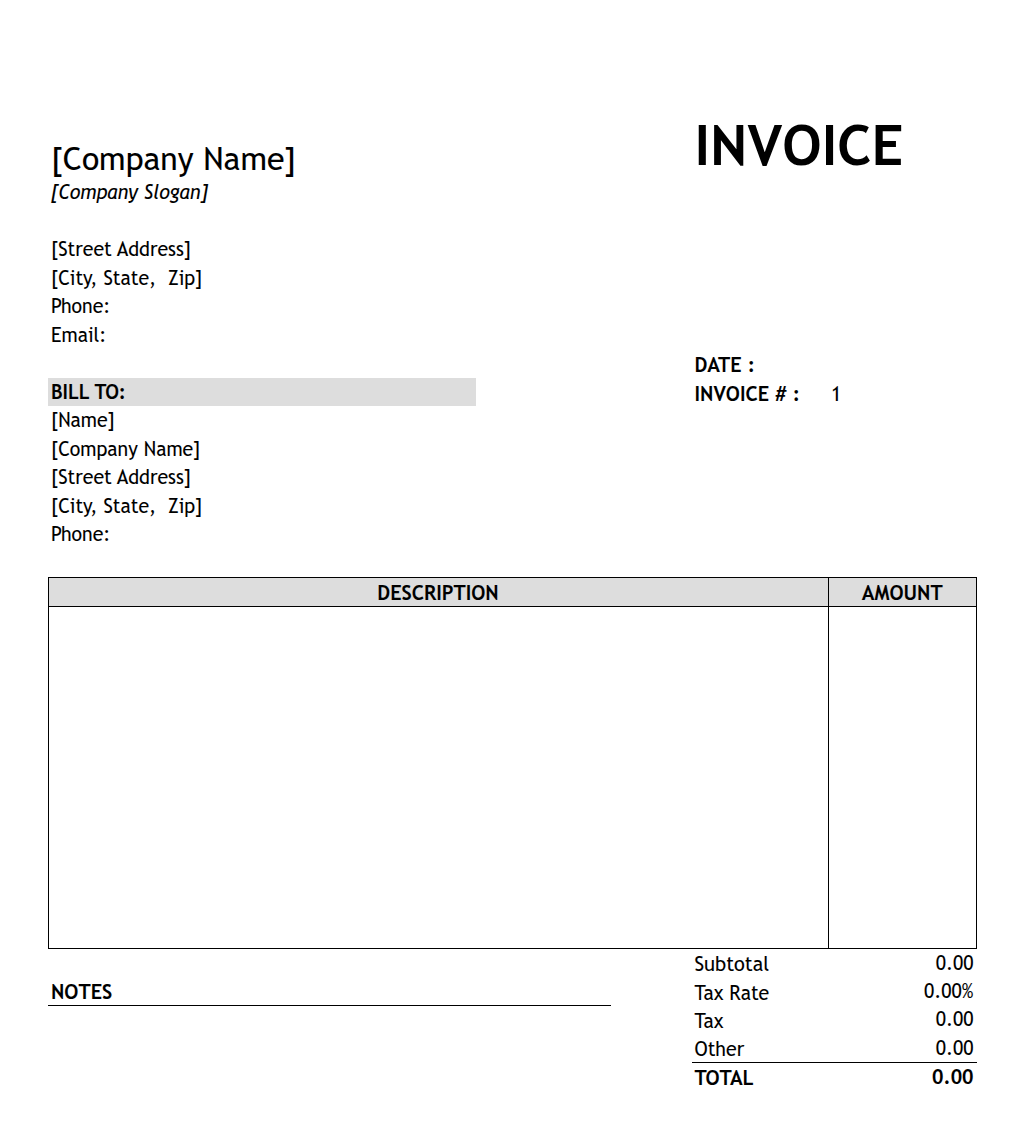 INVOICE
[Company Name]
[Company Slogan]
[Street Address]
[City, State,  Zip]
Phone:
Email:
DATE :
BILL TO:
INVOICE # : 1
[Name]
[Company Name]
[Street Address]
[City, State,  Zip]
Phone:
DESCRIPTION AMOUNT
Subtotal 0.00
NOTES
Tax Rate 0.00%
Tax 0.00
Other 0.00
TOTAL 0.00